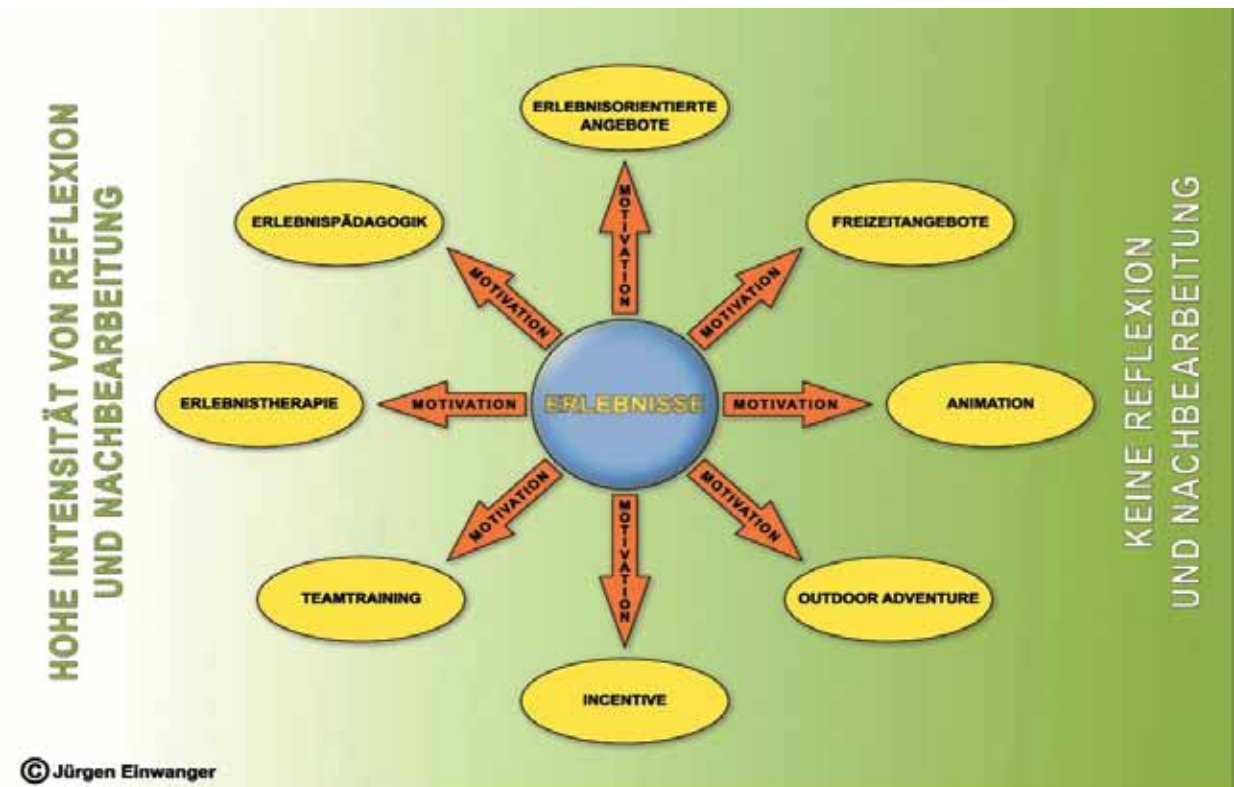 HOHE INTENSITÄT VON REFLEXION
UND NACHBEARBEITUNG
ERLEBNISORIENTIERTE
ANGEBOTE
ERLEBNISPÄDAGOGIK
FREIZEITANGEBOTE
MOTIVATION
MOTIVATION
MOTIVATION
ERLEBNISTHERAPIE
MOTIVATION
ERLEBNISSE
MOTIVATION
ANIMATION
MOTIVATION
MOTIVATION
MOTIVATION
TEAMTRAINING
OUTDOOR ADVENTURE
INCENTIVE
KEINE REFLEXION
UND NACHBEARBEITUNG
© Jürgen Einwanger